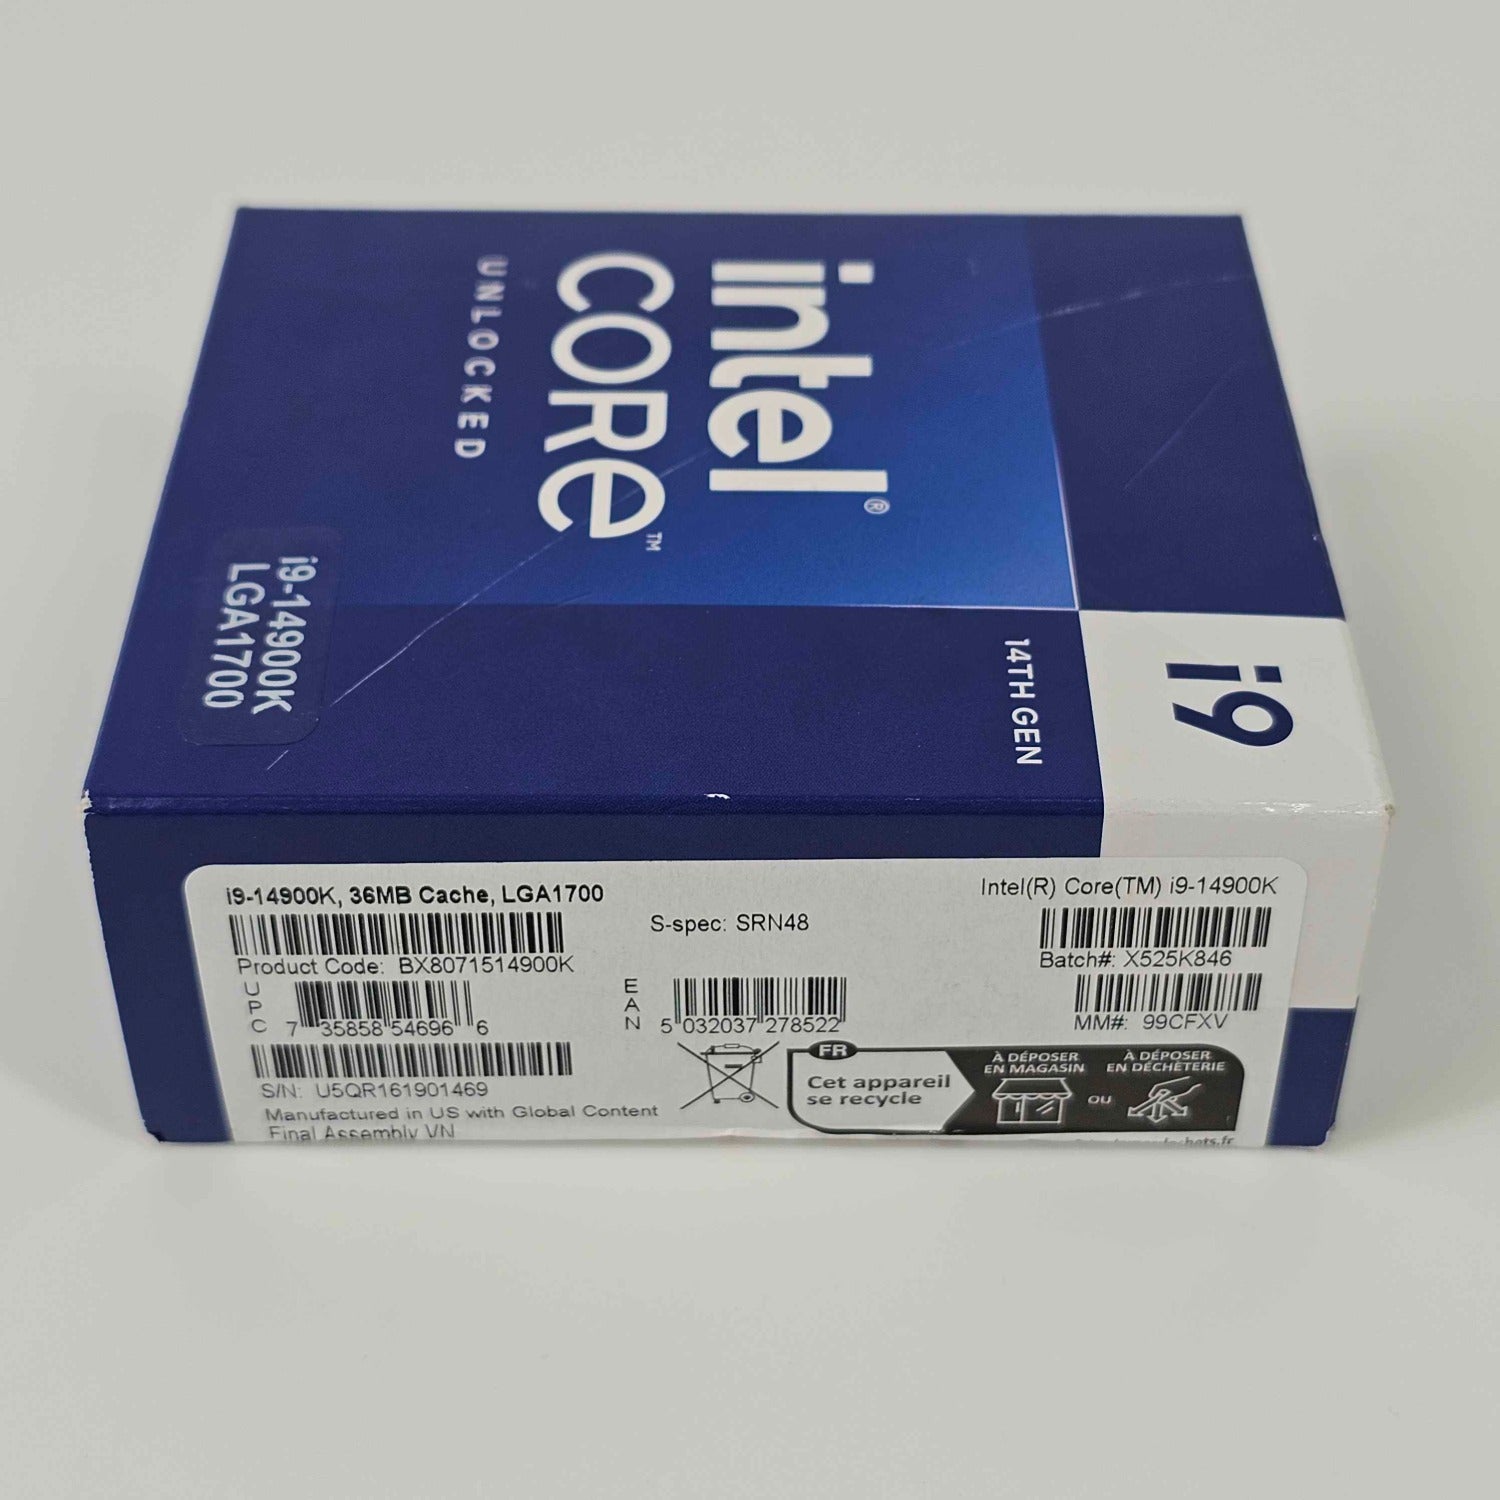 intel®
CORE™
UNLOCKED
i9-14900K
LGA1700
14TH GEN
i9
i9-14900K, 36MB Cache, LGA1700
S-spec: SRN48
Intel(R) Core(TM) i9-14900K
Product Code: BX8071514900K
Batch#: X525K846
UPC
7 35858 54696 6
EAN
5 032037 278522
MM#: 99CFXV
S/N: U5QR161901469
Manufactured in US with Global Content
Final Assembly VN
FR
Cet appareil
se recycle
À DÉPOSER
EN MAGASIN
OU
À DÉPOSER
EN DÉCHÈTERIE